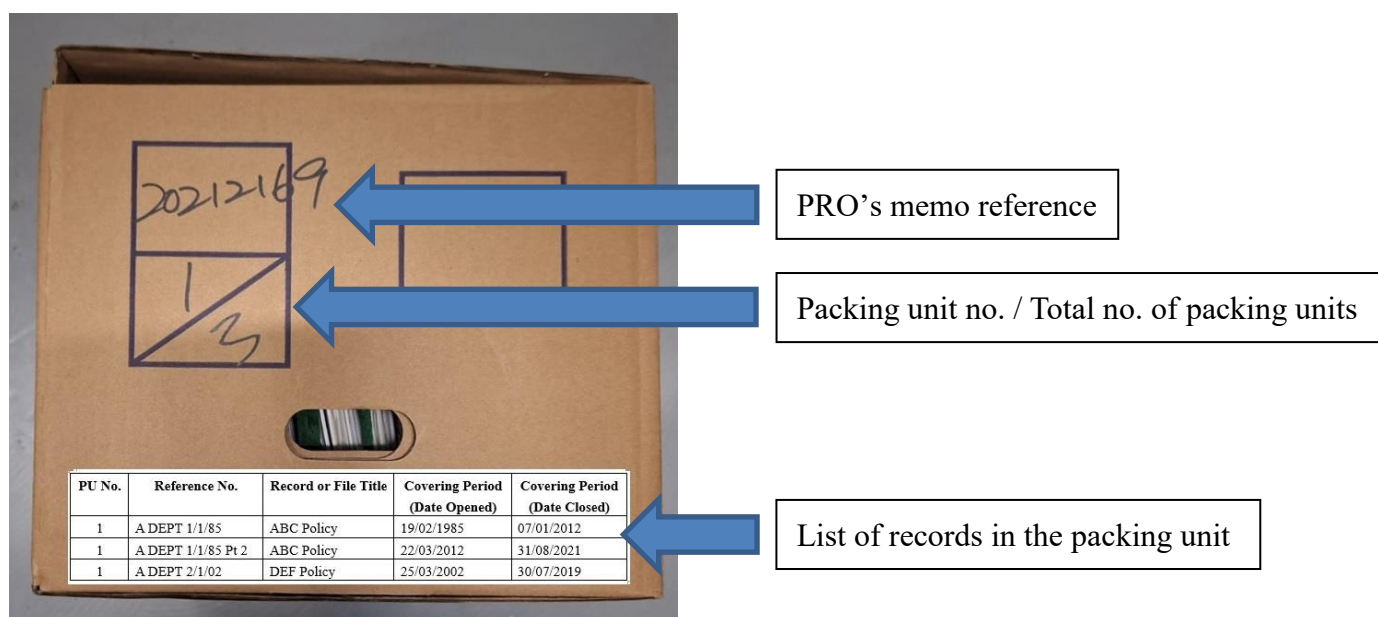 20212169
PRO’s memo reference
1
3
Packing unit no. / Total no. of packing units
PU No. Reference No. Record or File Title Covering Period (Date Opened) Covering Period (Date Closed)
1 A DEPT 1/1/85 ABC Policy 19/02/1985 07/01/2012
1 A DEPT 1/1/85 Pt 2 ABC Policy 22/03/2012 31/08/2021
1 A DEPT 2/1/02 DEF Policy 25/03/2002 30/07/2019
List of records in the packing unit